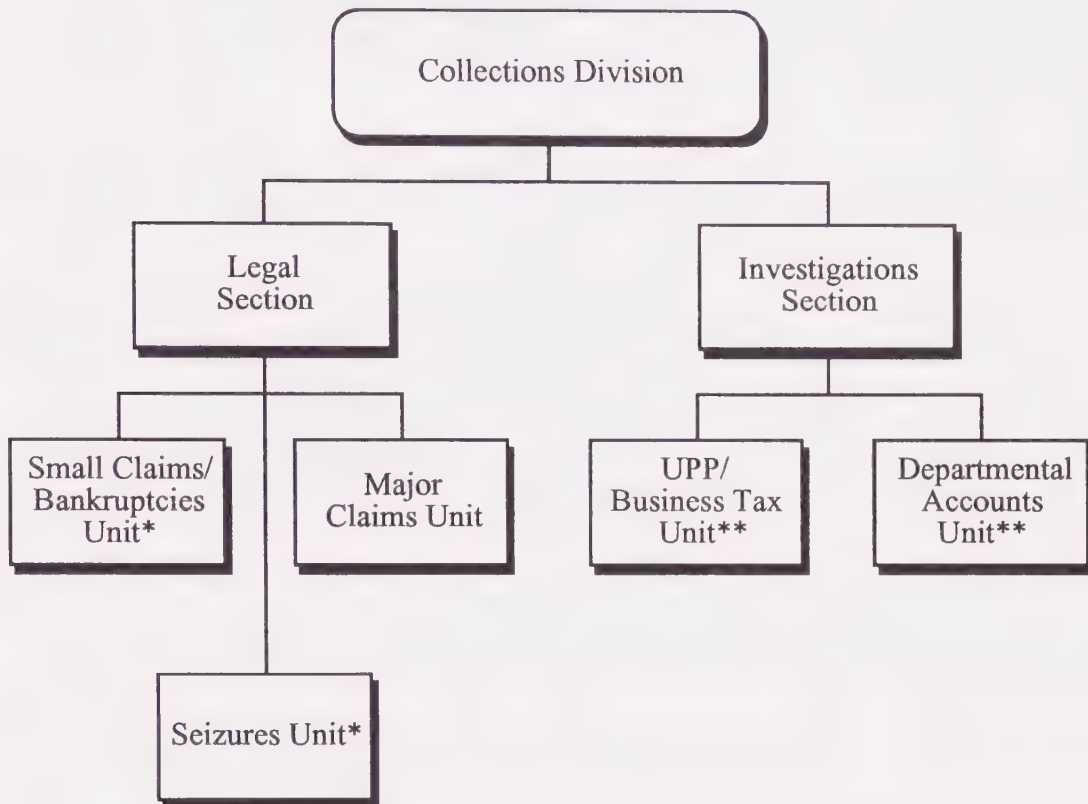 Collections Division
Legal
Section
Investigations
Section
Small Claims/
Bankruptcies
Unit*
Major
Claims Unit
UPP/
Business Tax
Unit**
Departmental
Accounts
Unit**
Seizures Unit*